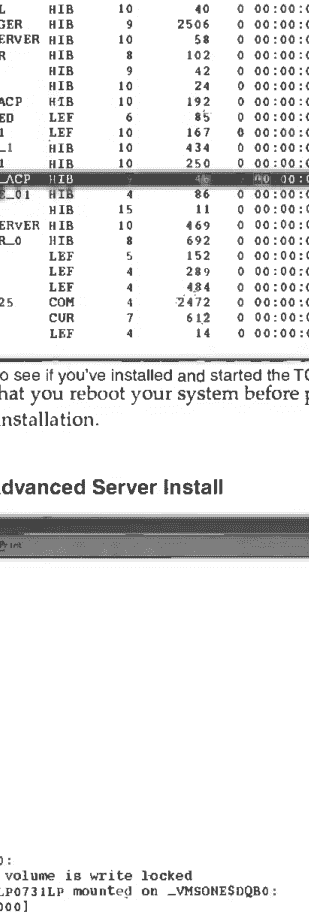 L HIB 10 40 0 00:00:0
GER HIB 9 2506 0 00:00:0
ERVER HIB 10 58 0 00:00:0
R HIB 8 102 0 00:00:0
HIB 9 42 0 00:00:0
HIB 10 24 0 00:00:0
ACP HIB 10 192 0 00:00:0
ED LEF 6 85 0 00:00:0
1 LEF 10 167 0 00:00:0
_1 HIB 10 434 0 00:00:0
1 HIB 10 250 0 00:00:0
_ACP HIB 00:
E_01 HIB 4 86 0 00:00:0
HIB 15 11 0 00:00:0
ERVER HIB 10 469 0 00:00:0
R_0 HIB 8 692 0 00:00:0
LEF 5 152 0 00:00:0
LEF 4 289 0 00:00:0
LEF 4 484 0 00:00:0
25 COM 4 2472 0 00:00:0
CUR 7 612 0 00:00:0
LEF 4 14 0 00:00:0
o see if you've installed and started the TC
hat you reboot your system before p
nstallation.
dvanced Server Install
Print
0:
volume is write locked
LP0731LP mounted on _VMSONE$DQB0:
000]